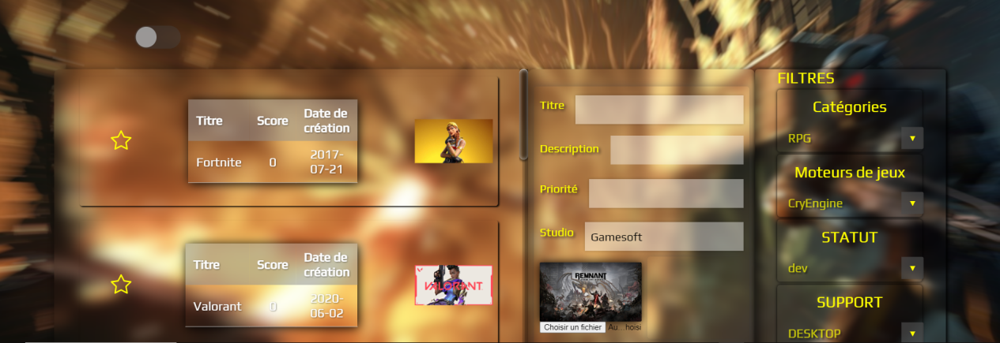 Titre Score Date de création
Fortnite 0 2017-07-21
VALORANT
Titre Score Date de création
Valorant 0 2020-06-02
Titre
Description
Priorité
Studio Gamesoft
REMNANT
Choisir un fichier Au...hoisi
FILTRES
Catégories
RPG ▼
Moteurs de jeux
CryEngine ▼
STATUT
dev ▼
SUPPORT
DESKTOP ▼